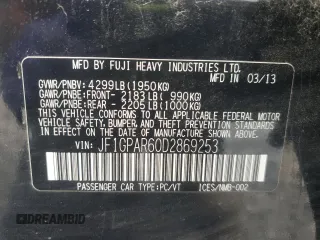 MFD BY FUJI HEAVY INDUSTRIES LTD.
GVWR/PNBV: 4299LB(1950KG) MFD IN 03/13
GAWR/PNBE:FRONT- 2183LB( 990KG)
GAWR/PNBE:REAR - 2205LB(1000KG)
THIS VEHICLE CONFORMS TO ALL APPLICABLE FEDERAL MOTOR VEHICLE
SAFETY, BUMPER, AND THEFT PREVENTION STANDARDS IN EFFECT
ON THE DATE OF MANUFACTURE SHOWN ABOVE.
VIN: JF1GPAR60D2869253
PASSENGER CAR TYPE:PC/VT ICES/NMB-002
© DREAMBID